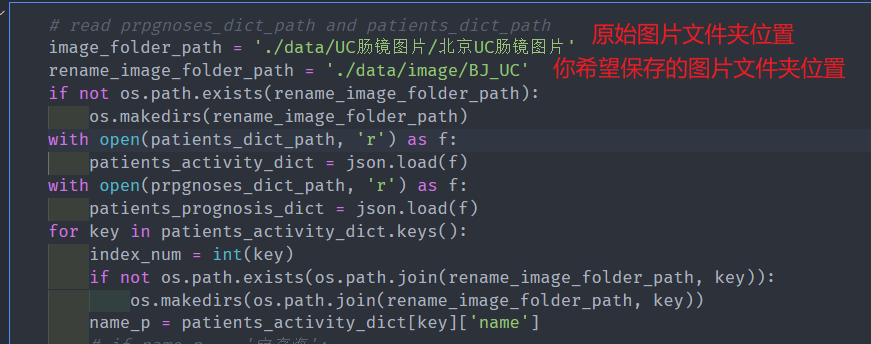 # read prpgnoses_dict_path and patients_dict_path
image_folder_path = './data/UC肠镜图片/北京UC肠镜图片' 原始图片文件夹位置
rename_image_folder_path = './data/image/BJ_UC' 你希望保存的图片文件夹位置
if not os.path.exists(rename_image_folder_path):
    os.makedirs(rename_image_folder_path)
with open(patients_dict_path, 'r') as f:
    patients_activity_dict = json.load(f)
with open(prpgnoses_dict_path, 'r') as f:
    patients_prognosis_dict = json.load(f)
for key in patients_activity_dict.keys():
    index_num = int(key)
    if not os.path.exists(os.path.join(rename_image_folder_path, key)):
        os.makedirs(os.path.join(rename_image_folder_path, key))
    name_p = patients_activity_dict[key]['name']